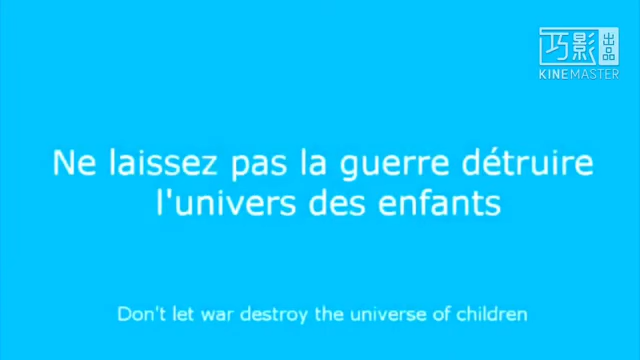 巧影出品
KINEMASTER
Ne laissez pas la guerre détruire
l'univers des enfants
Don't let war destroy the universe of children